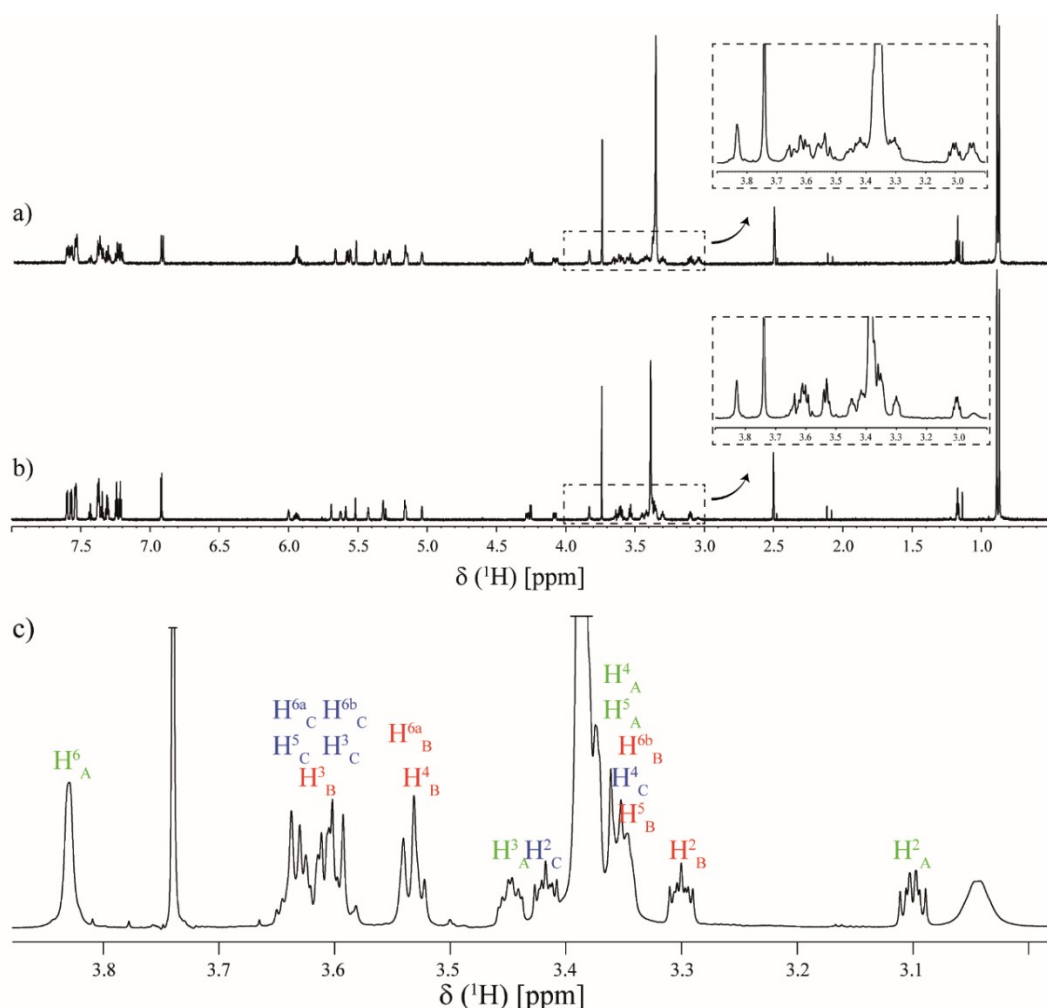 a)
3.8 3.7 3.6 3.5 3.4 3.3 3.2 3.1 3.0
b)
3.8 3.7 3.6 3.5 3.4 3.3 3.2 3.1 3.0
7.5 7.0 6.5 6.0 5.5 5.0 4.5 4.0 3.5 3.0 2.5 2.0 1.5 1.0
δ (¹H) [ppm]
c)
H⁴A
H⁶ᵃC H⁶ᵇC H⁵A
H⁶ᵃB H⁶ᵇB
H⁵C H³C
H⁶A H³B H⁴B H⁴C
H⁵B
H³A H²C H²B H²A
3.8 3.7 3.6 3.5 3.4 3.3 3.2 3.1
δ (¹H) [ppm]